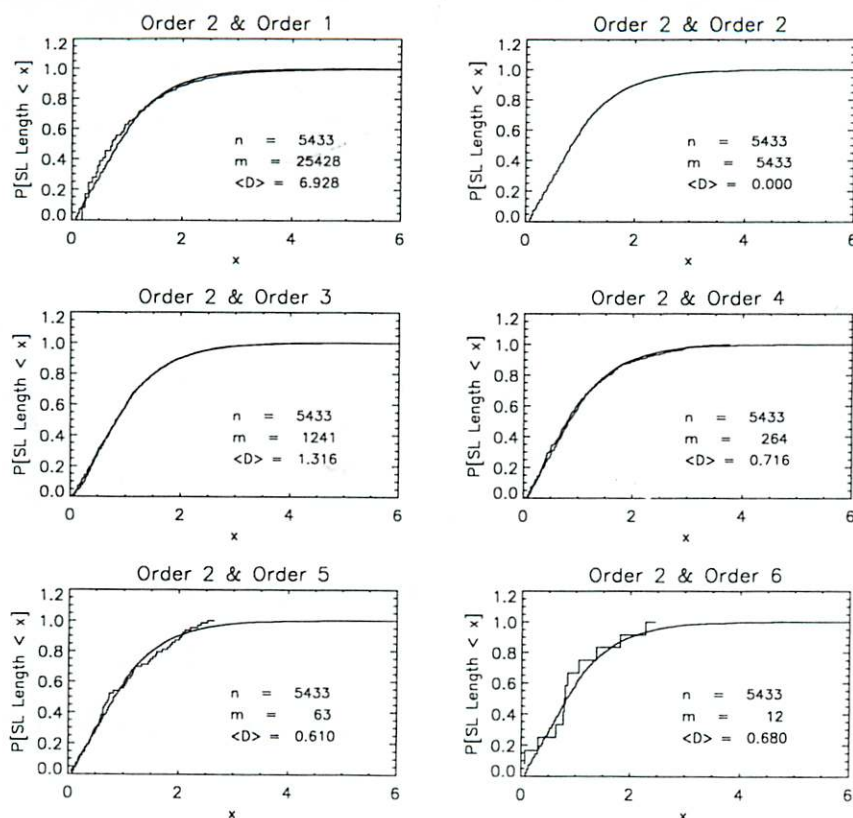 Order 2 & Order 1
P[SL Length < x]
1.2
1.0
0.8
0.6
0.4
0.2
0.0
n = 5433
m = 25428
<D> = 6.928
0 2 4 6
x
Order 2 & Order 2
P[SL Length < x]
1.2
1.0
0.8
0.6
0.4
0.2
0.0
n = 5433
m = 5433
<D> = 0.000
0 2 4 6
x
Order 2 & Order 3
P[SL Length < x]
1.2
1.0
0.8
0.6
0.4
0.2
0.0
n = 5433
m = 1241
<D> = 1.316
0 2 4 6
x
Order 2 & Order 4
P[SL Length < x]
1.2
1.0
0.8
0.6
0.4
0.2
0.0
n = 5433
m = 264
<D> = 0.716
0 2 4 6
x
Order 2 & Order 5
P[SL Length < x]
1.2
1.0
0.8
0.6
0.4
0.2
0.0
n = 5433
m = 63
<D> = 0.610
0 2 4 6
x
Order 2 & Order 6
P[SL Length < x]
1.2
1.0
0.8
0.6
0.4
0.2
0.0
n = 5433
m = 12
<D> = 0.680
0 2 4 6
x